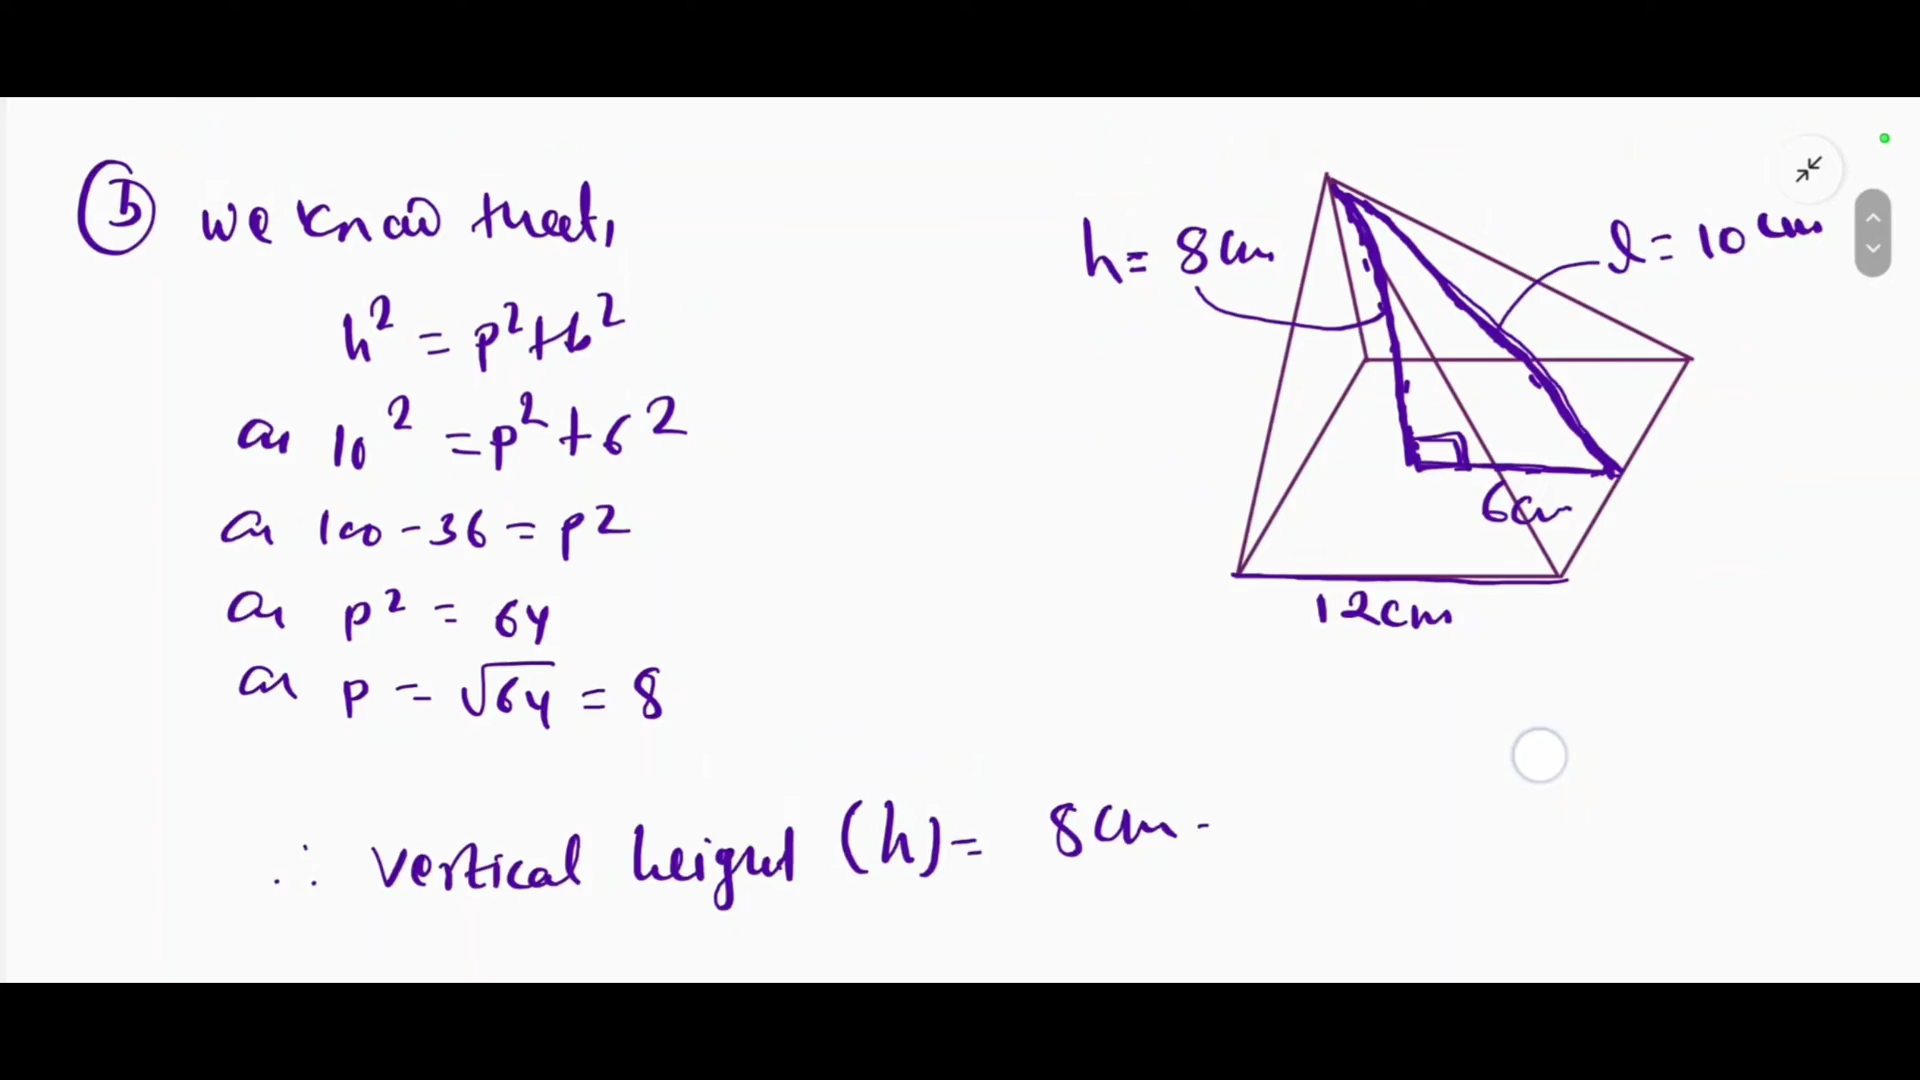 b we know that,
h² = p²+b²
or 10² = p²+6²
or 100-36 = p²
or p² = 64
or p = √64 = 8
∴ vertical height (h) = 8cm.
h = 8cm
l = 10cm
6cm
12cm